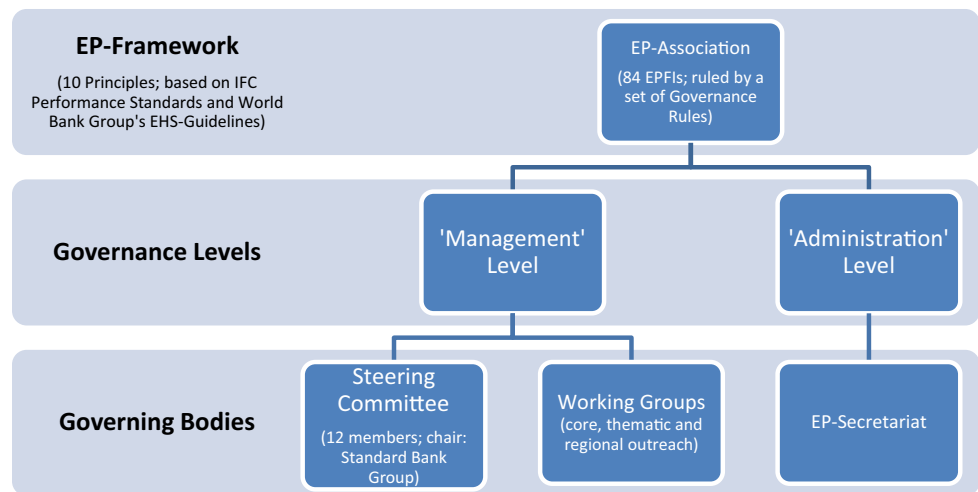 EP-Framework
(10 Principles; based on IFC
Performance Standards and World
Bank Group's EHS-Guidelines)
EP-Association
(84 EPFIs; ruled by a
set of Governance
Rules)
Governance Levels
'Management'
Level
'Administration'
Level
Governing Bodies
Steering
Committee
(12 members; chair:
Standard Bank
Group)
Working Groups
(core, thematic and
regional outreach)
EP-Secretariat